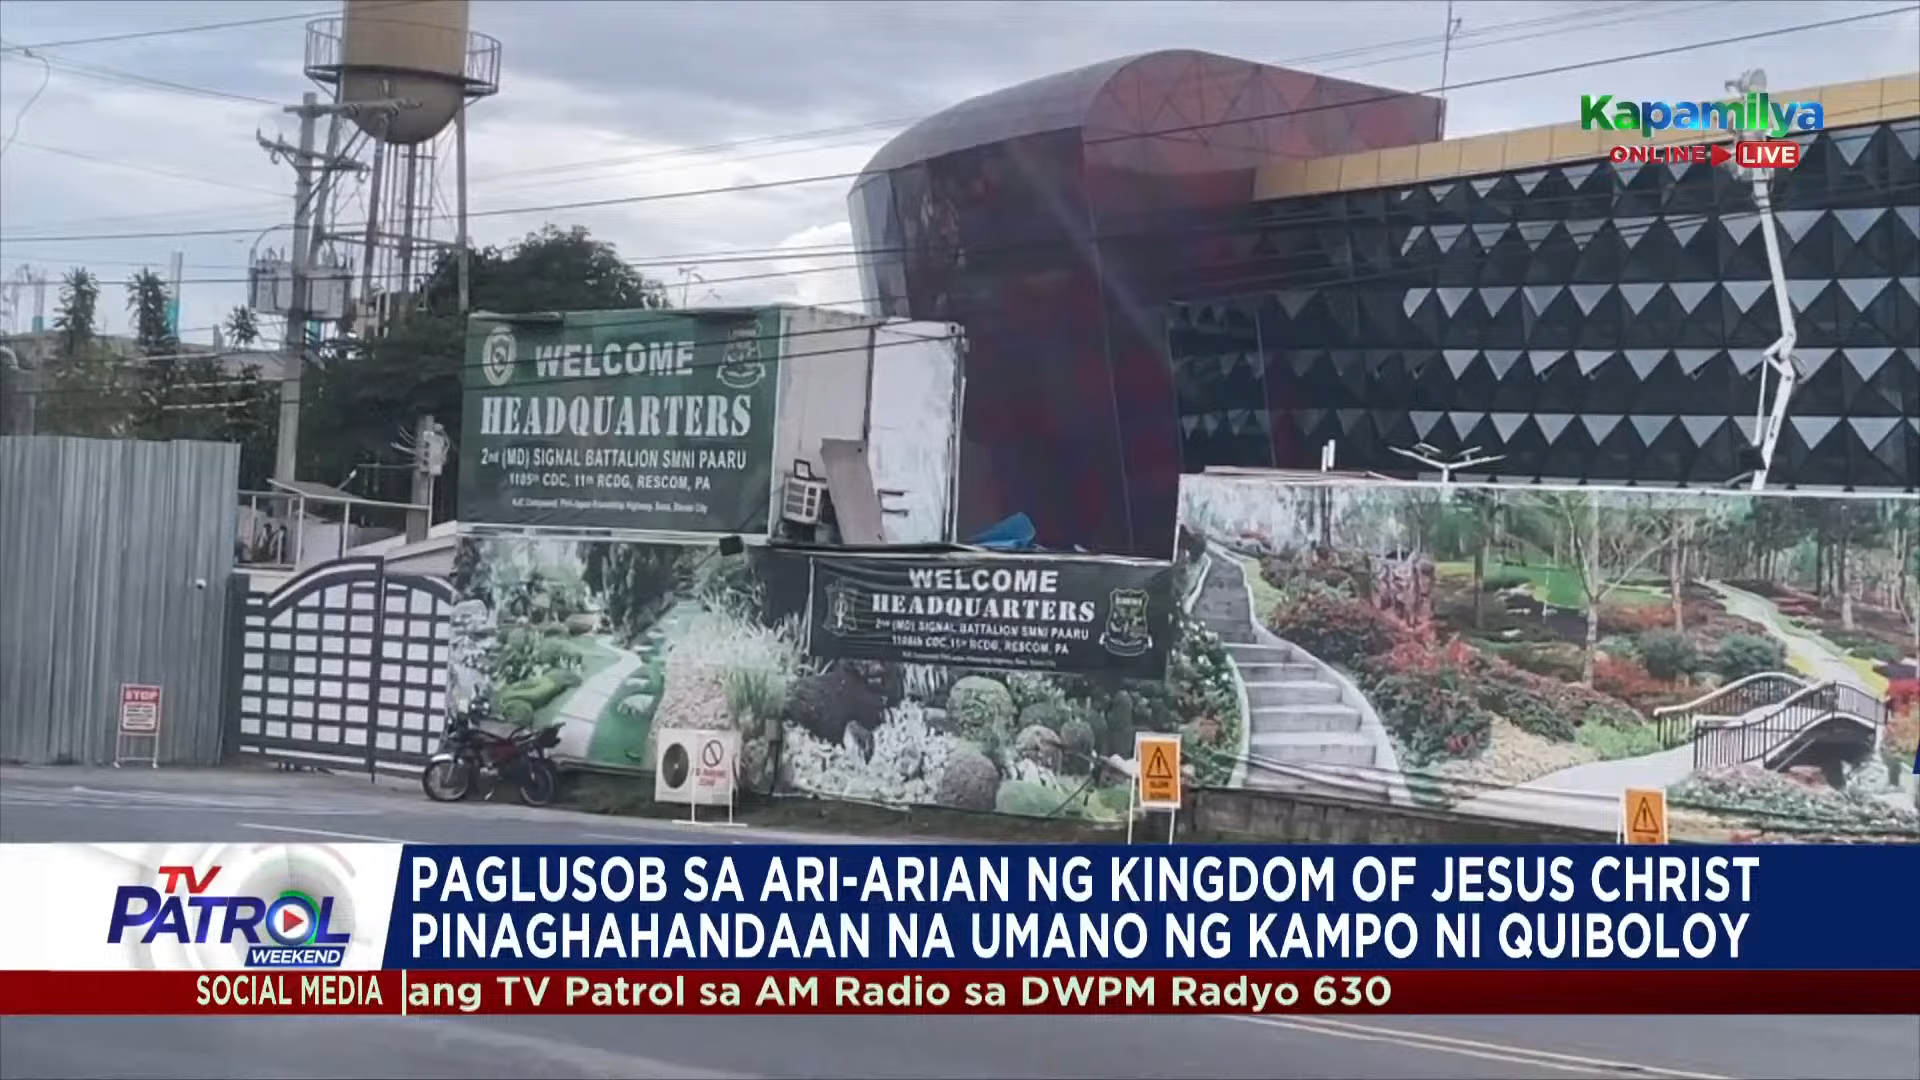 Kapamilya
ONLINE LIVE
WELCOME
HEADQUARTERS
2nd (MD) SIGNAL BATTALION SMNI PAARU
1105th CDC, 11th RCDG, RESCOM, PA
WELCOME
HEADQUARTERS
2nd (MD) SIGNAL BATTALION SMNI PAARU
1105th CDC, 11th RCDG, RESCOM, PA
STOP
TV
PATROL
WEEKEND
PAGLUSOB SA ARI-ARIAN NG KINGDOM OF JESUS CHRIST
PINAGHAHANDAAN NA UMANO NG KAMPO NI QUIBOLOY
SOCIAL MEDIA
ang TV Patrol sa AM Radio sa DWPM Radyo 630